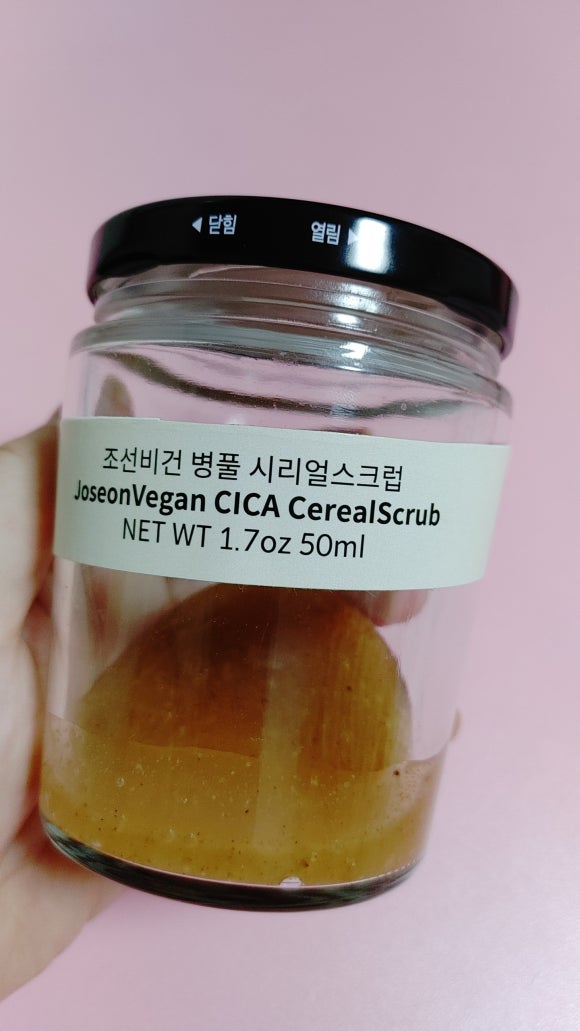 ◀ 닫힘 열림 ▶
조선비건 병풀 시리얼스크럽
JoseonVegan CICA CerealScrub
NET WT 1.7oz 50ml